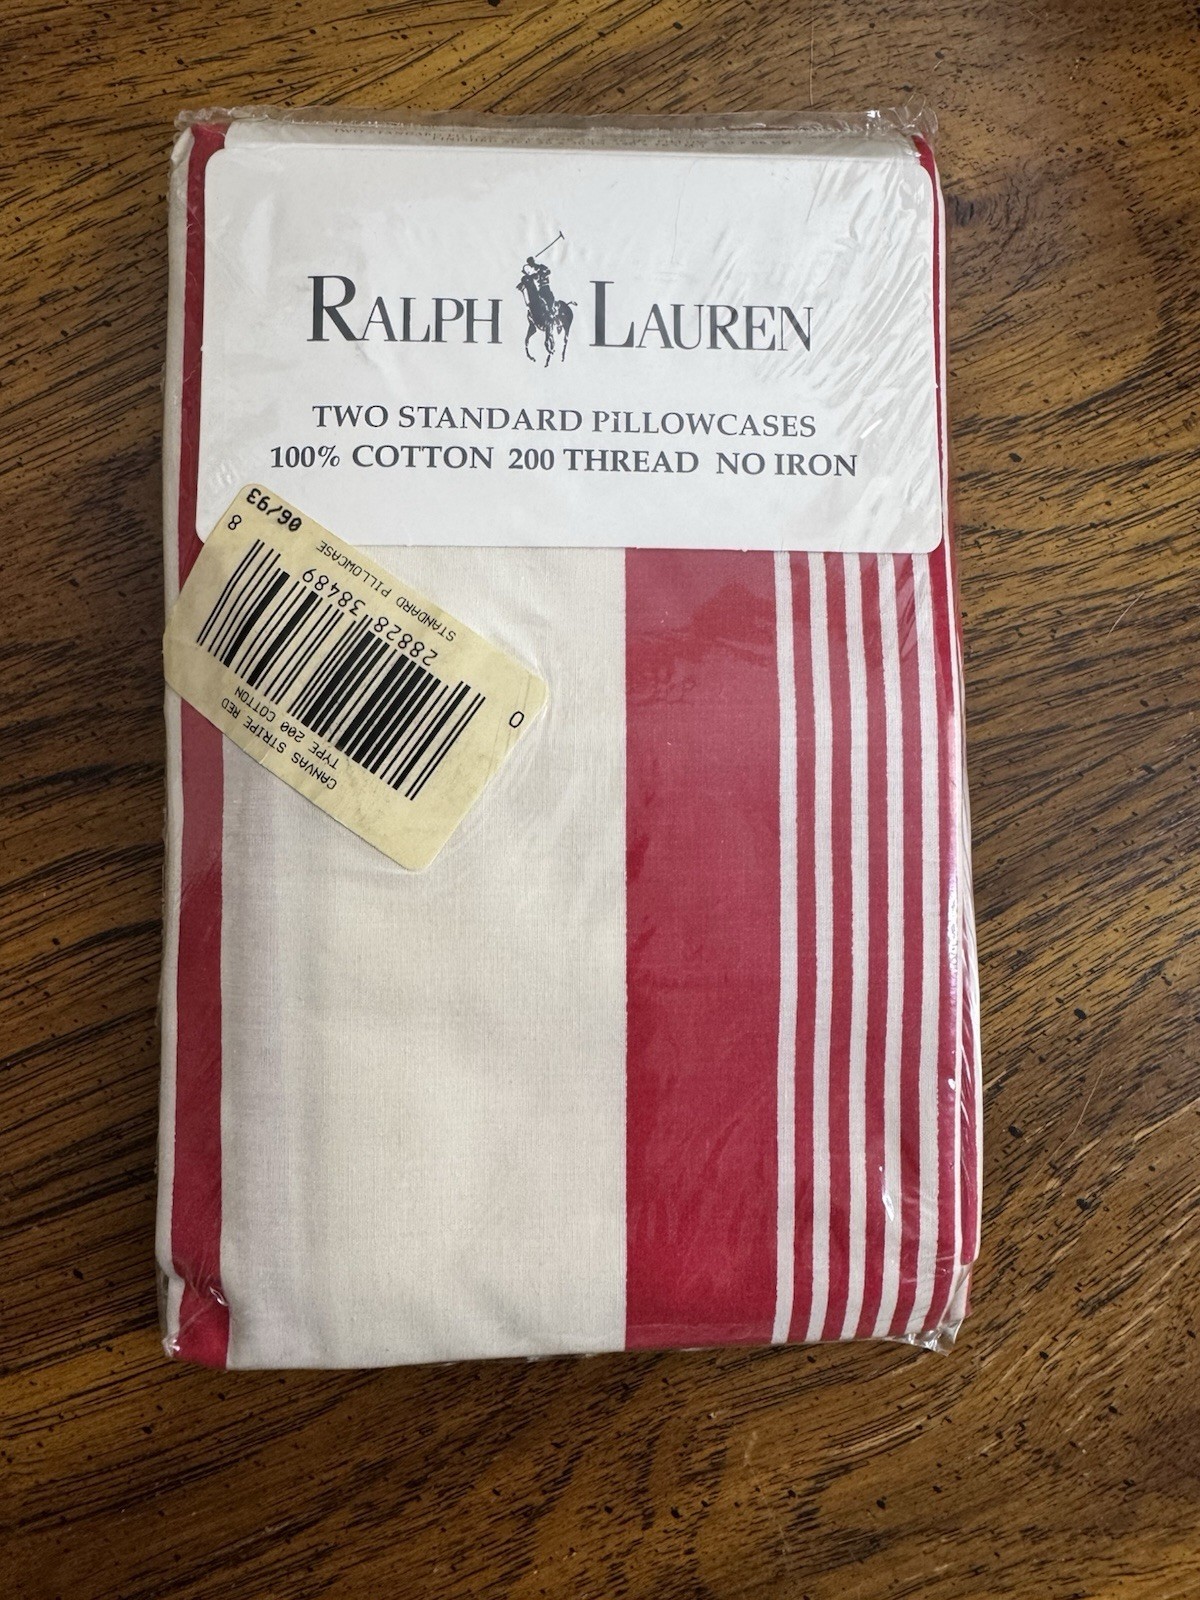 RALPH LAUREN
TWO STANDARD PiLLOWCASES
100% COTTON 200 THREAD NO IRON
CANVAS STRIPE RED
TYPE 200 COTTON
0 28828 38489 8
STANDARD PILLOWCASE
06/93